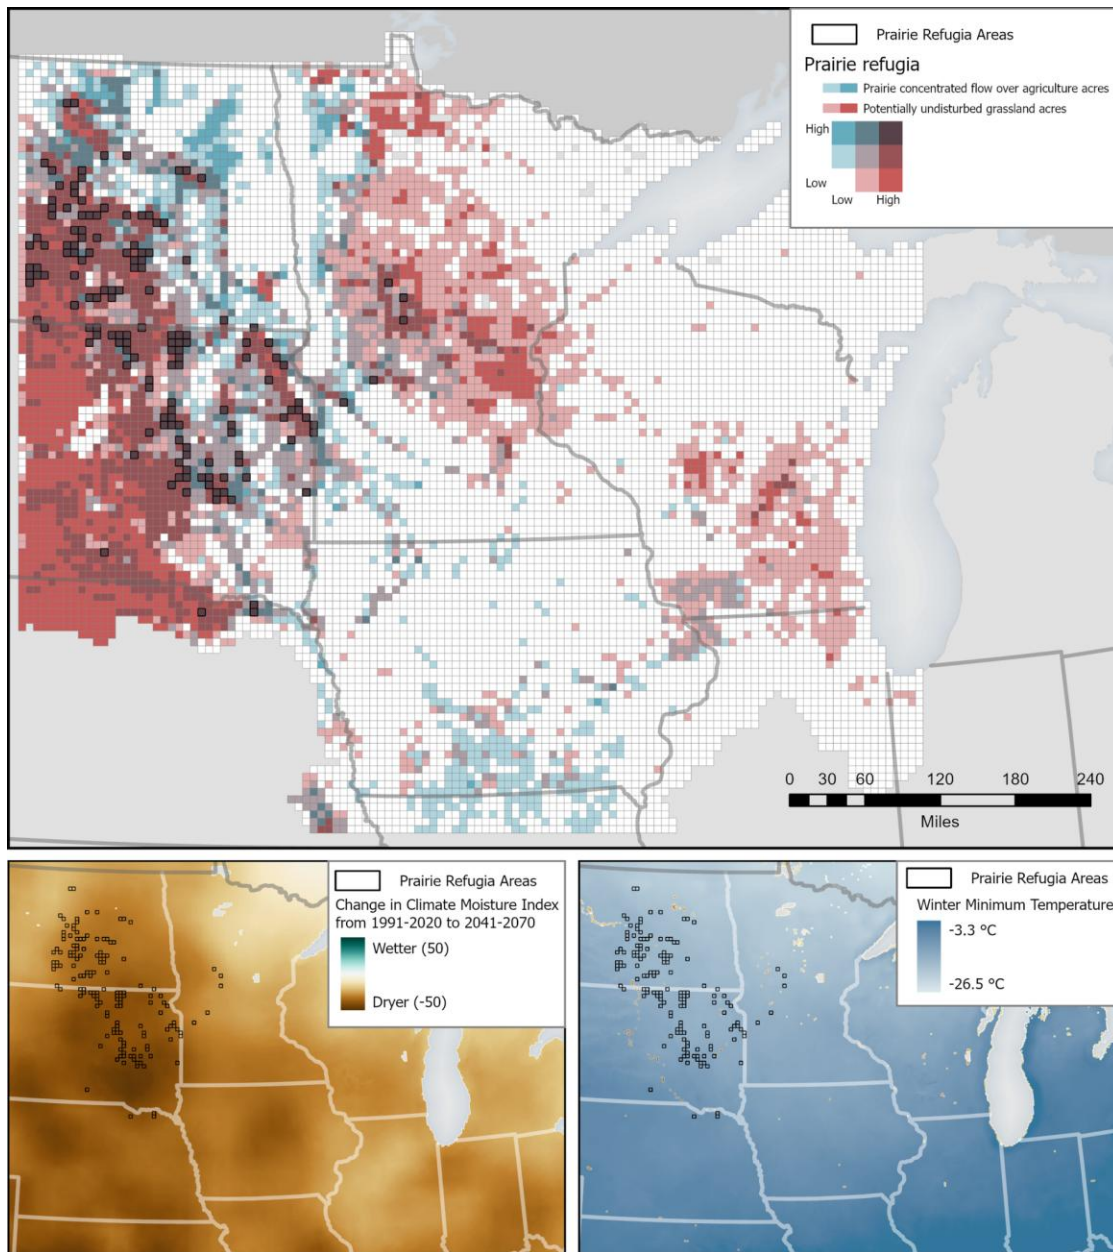 Prairie Refugia Areas
Prairie refugia
Prairie concentrated flow over agriculture acres
Potentially undisturbed grassland acres
High
Low
Low High
0 30 60 120 180 240
Miles
Prairie Refugia Areas
Change in Climate Moisture Index
from 1991-2020 to 2041-2070
Wetter (50)
Dryer (-50)
Prairie Refugia Areas
Winter Minimum Temperature
-3.3 ºC
-26.5 ºC